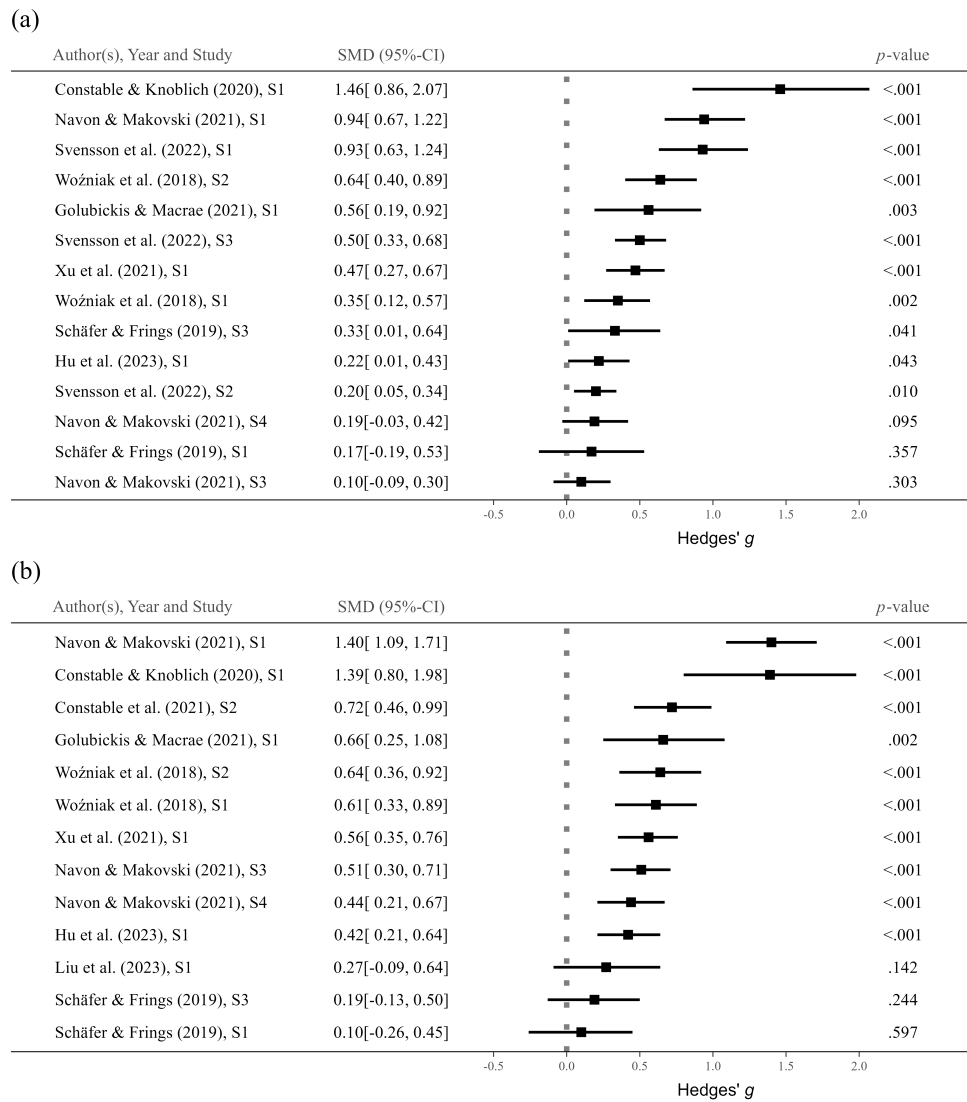 (a)
Author(s), Year and Study SMD (95%-CI) p-value
Constable & Knoblich (2020), S1 1.46[ 0.86, 2.07] <.001
Navon & Makovski (2021), S1 0.94[ 0.67, 1.22] <.001
Svensson et al. (2022), S1 0.93[ 0.63, 1.24] <.001
Woźniak et al. (2018), S2 0.64[ 0.40, 0.89] <.001
Golubickis & Macrae (2021), S1 0.56[ 0.19, 0.92] .003
Svensson et al. (2022), S3 0.50[ 0.33, 0.68] <.001
Xu et al. (2021), S1 0.47[ 0.27, 0.67] <.001
Woźniak et al. (2018), S1 0.35[ 0.12, 0.57] .002
Schäfer & Frings (2019), S3 0.33[ 0.01, 0.64] .041
Hu et al. (2023), S1 0.22[ 0.01, 0.43] .043
Svensson et al. (2022), S2 0.20[ 0.05, 0.34] .010
Navon & Makovski (2021), S4 0.19[-0.03, 0.42] .095
Schäfer & Frings (2019), S1 0.17[-0.19, 0.53] .357
Navon & Makovski (2021), S3 0.10[-0.09, 0.30] .303
-0.5 0.0 0.5 1.0 1.5 2.0
Hedges' g
(b)
Author(s), Year and Study SMD (95%-CI) p-value
Navon & Makovski (2021), S1 1.40[ 1.09, 1.71] <.001
Constable & Knoblich (2020), S1 1.39[ 0.80, 1.98] <.001
Constable et al. (2021), S2 0.72[ 0.46, 0.99] <.001
Golubickis & Macrae (2021), S1 0.66[ 0.25, 1.08] .002
Woźniak et al. (2018), S2 0.64[ 0.36, 0.92] <.001
Woźniak et al. (2018), S1 0.61[ 0.33, 0.89] <.001
Xu et al. (2021), S1 0.56[ 0.35, 0.76] <.001
Navon & Makovski (2021), S3 0.51[ 0.30, 0.71] <.001
Navon & Makovski (2021), S4 0.44[ 0.21, 0.67] <.001
Hu et al. (2023), S1 0.42[ 0.21, 0.64] <.001
Liu et al. (2023), S1 0.27[-0.09, 0.64] .142
Schäfer & Frings (2019), S3 0.19[-0.13, 0.50] .244
Schäfer & Frings (2019), S1 0.10[-0.26, 0.45] .597
-0.5 0.0 0.5 1.0 1.5 2.0
Hedges' g